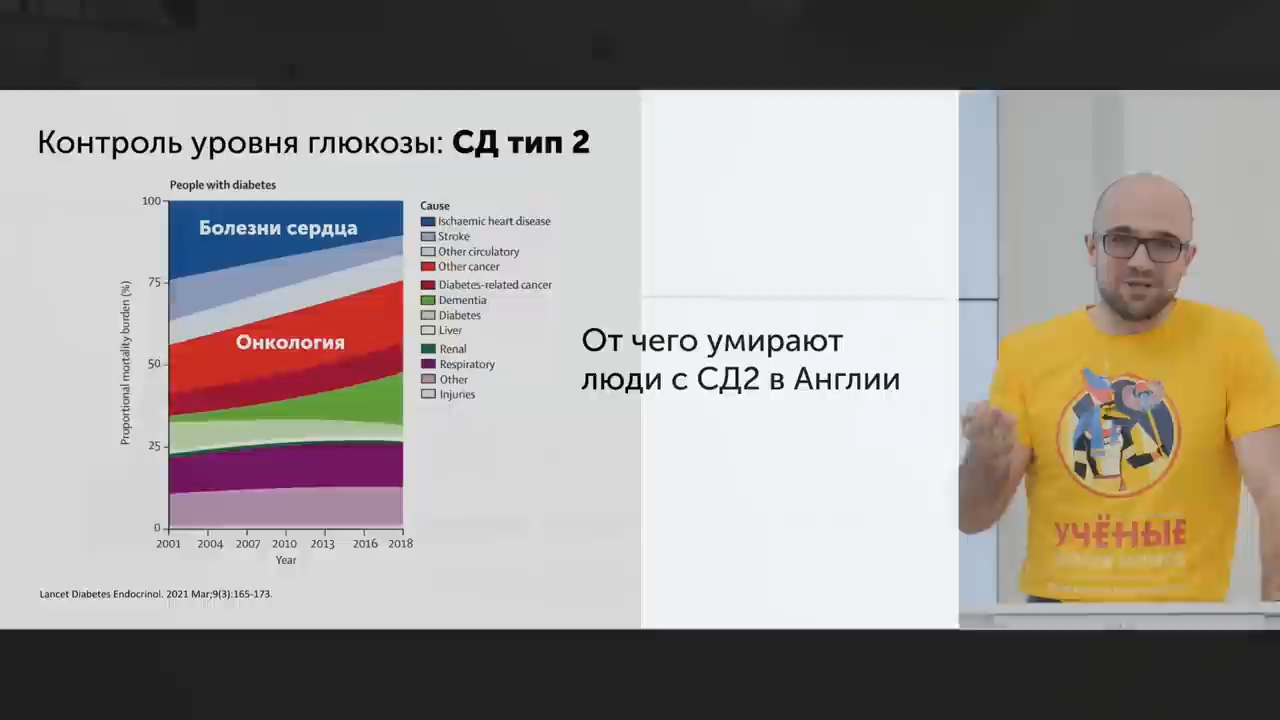 Контроль уровня глюкозы: СД тип 2
People with diabetes
100
75
50
25
0
Proportional mortality burden (%)
Болезни сердца
Онкология
2001 2004 2007 2010 2013 2016 2018
Year
Cause
Ischaemic heart disease
Stroke
Other circulatory
Other cancer
Diabetes-related cancer
Dementia
Diabetes
Liver
Renal
Respiratory
Other
Injuries
От чего умирают
люди с СД2 в Англии
Lancet Diabetes Endocrinol. 2021 Mar;9(3):165-173.
УЧЁНЫЕ